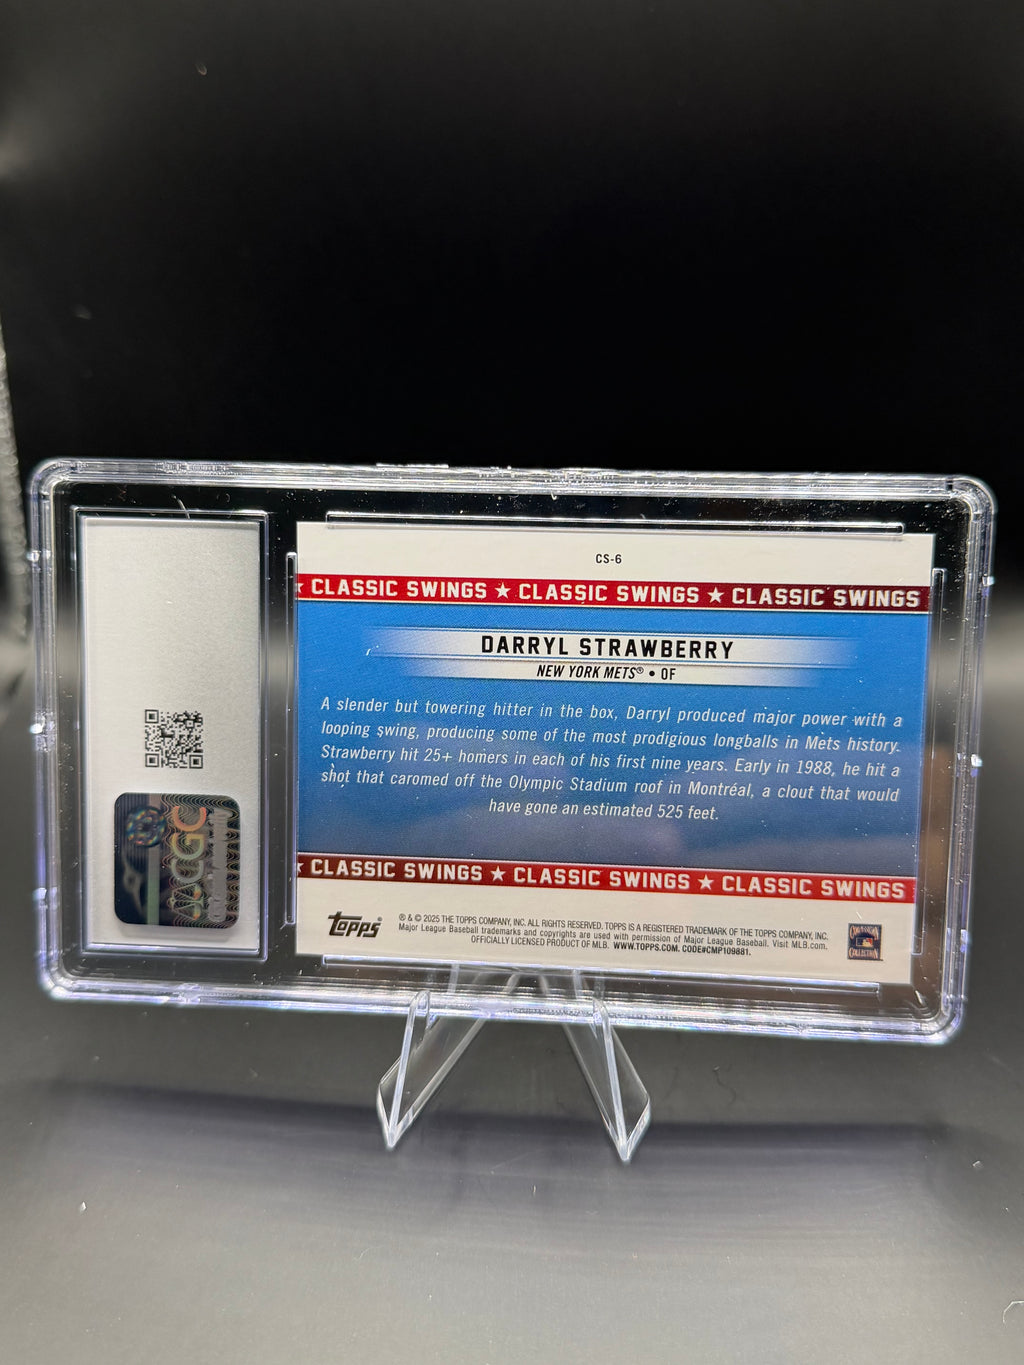 CS-6
★ CLASSIC SWINGS ★ CLASSIC SWINGS ★ CLASSIC SWINGS
DARRYL STRAWBERRY
NEW YORK METS® • OF
A slender but towering hitter in the box, Darryl produced major power with a
looping swing, producing some of the most prodigious longballs in Mets history.
Strawberry hit 25+ homers in each of his first nine years. Early in 1988, he hit a
shot that caromed off the Olympic Stadium roof in Montréal, a clout that would
have gone an estimated 525 feet.
★ CLASSIC SWINGS ★ CLASSIC SWINGS ★ CLASSIC SWINGS
Topps®
® & © 2025 THE TOPPS COMPANY, INC. ALL RIGHTS RESERVED. TOPPS IS A REGISTERED TRADEMARK OF THE TOPPS COMPANY, INC.
Major League Baseball trademarks and copyrights are used with permission of Major League Baseball. Visit MLB.com.
OFFICIALLY LICENSED PRODUCT OF MLB. WWW.TOPPS.COM. CODE#CMP109881.
COOPERSTOWN
COLLECTION
CGC